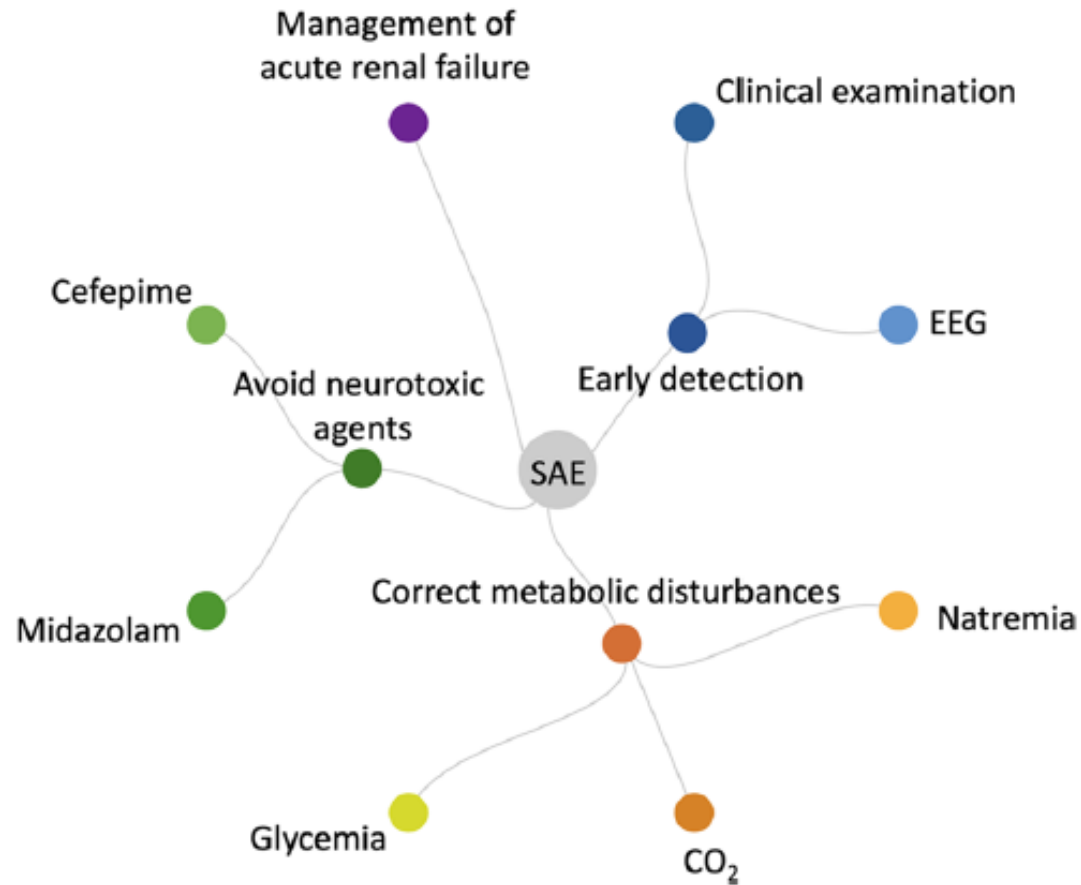 Management of
acute renal failure
Clinical examination
Cefepime
EEG
Avoid neurotoxic
agents
Early detection
SAE
Correct metabolic disturbances
Midazolam
Natremia
Glycemia
CO₂